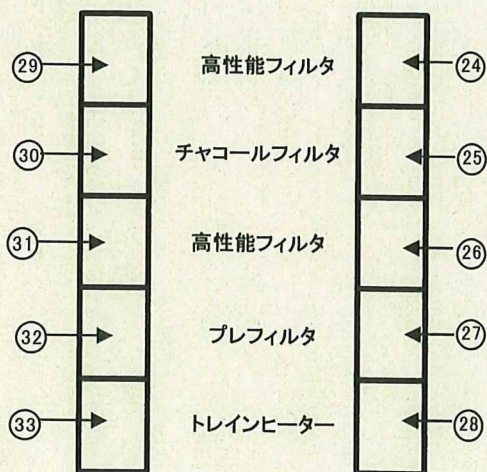 ㉙ 高性能フィルタ ㉔
㉚ チャコールフィルタ ㉕
㉛ 高性能フィルタ ㉖
㉜ プレフィルタ ㉗
㉝ トレインヒーター ㉘